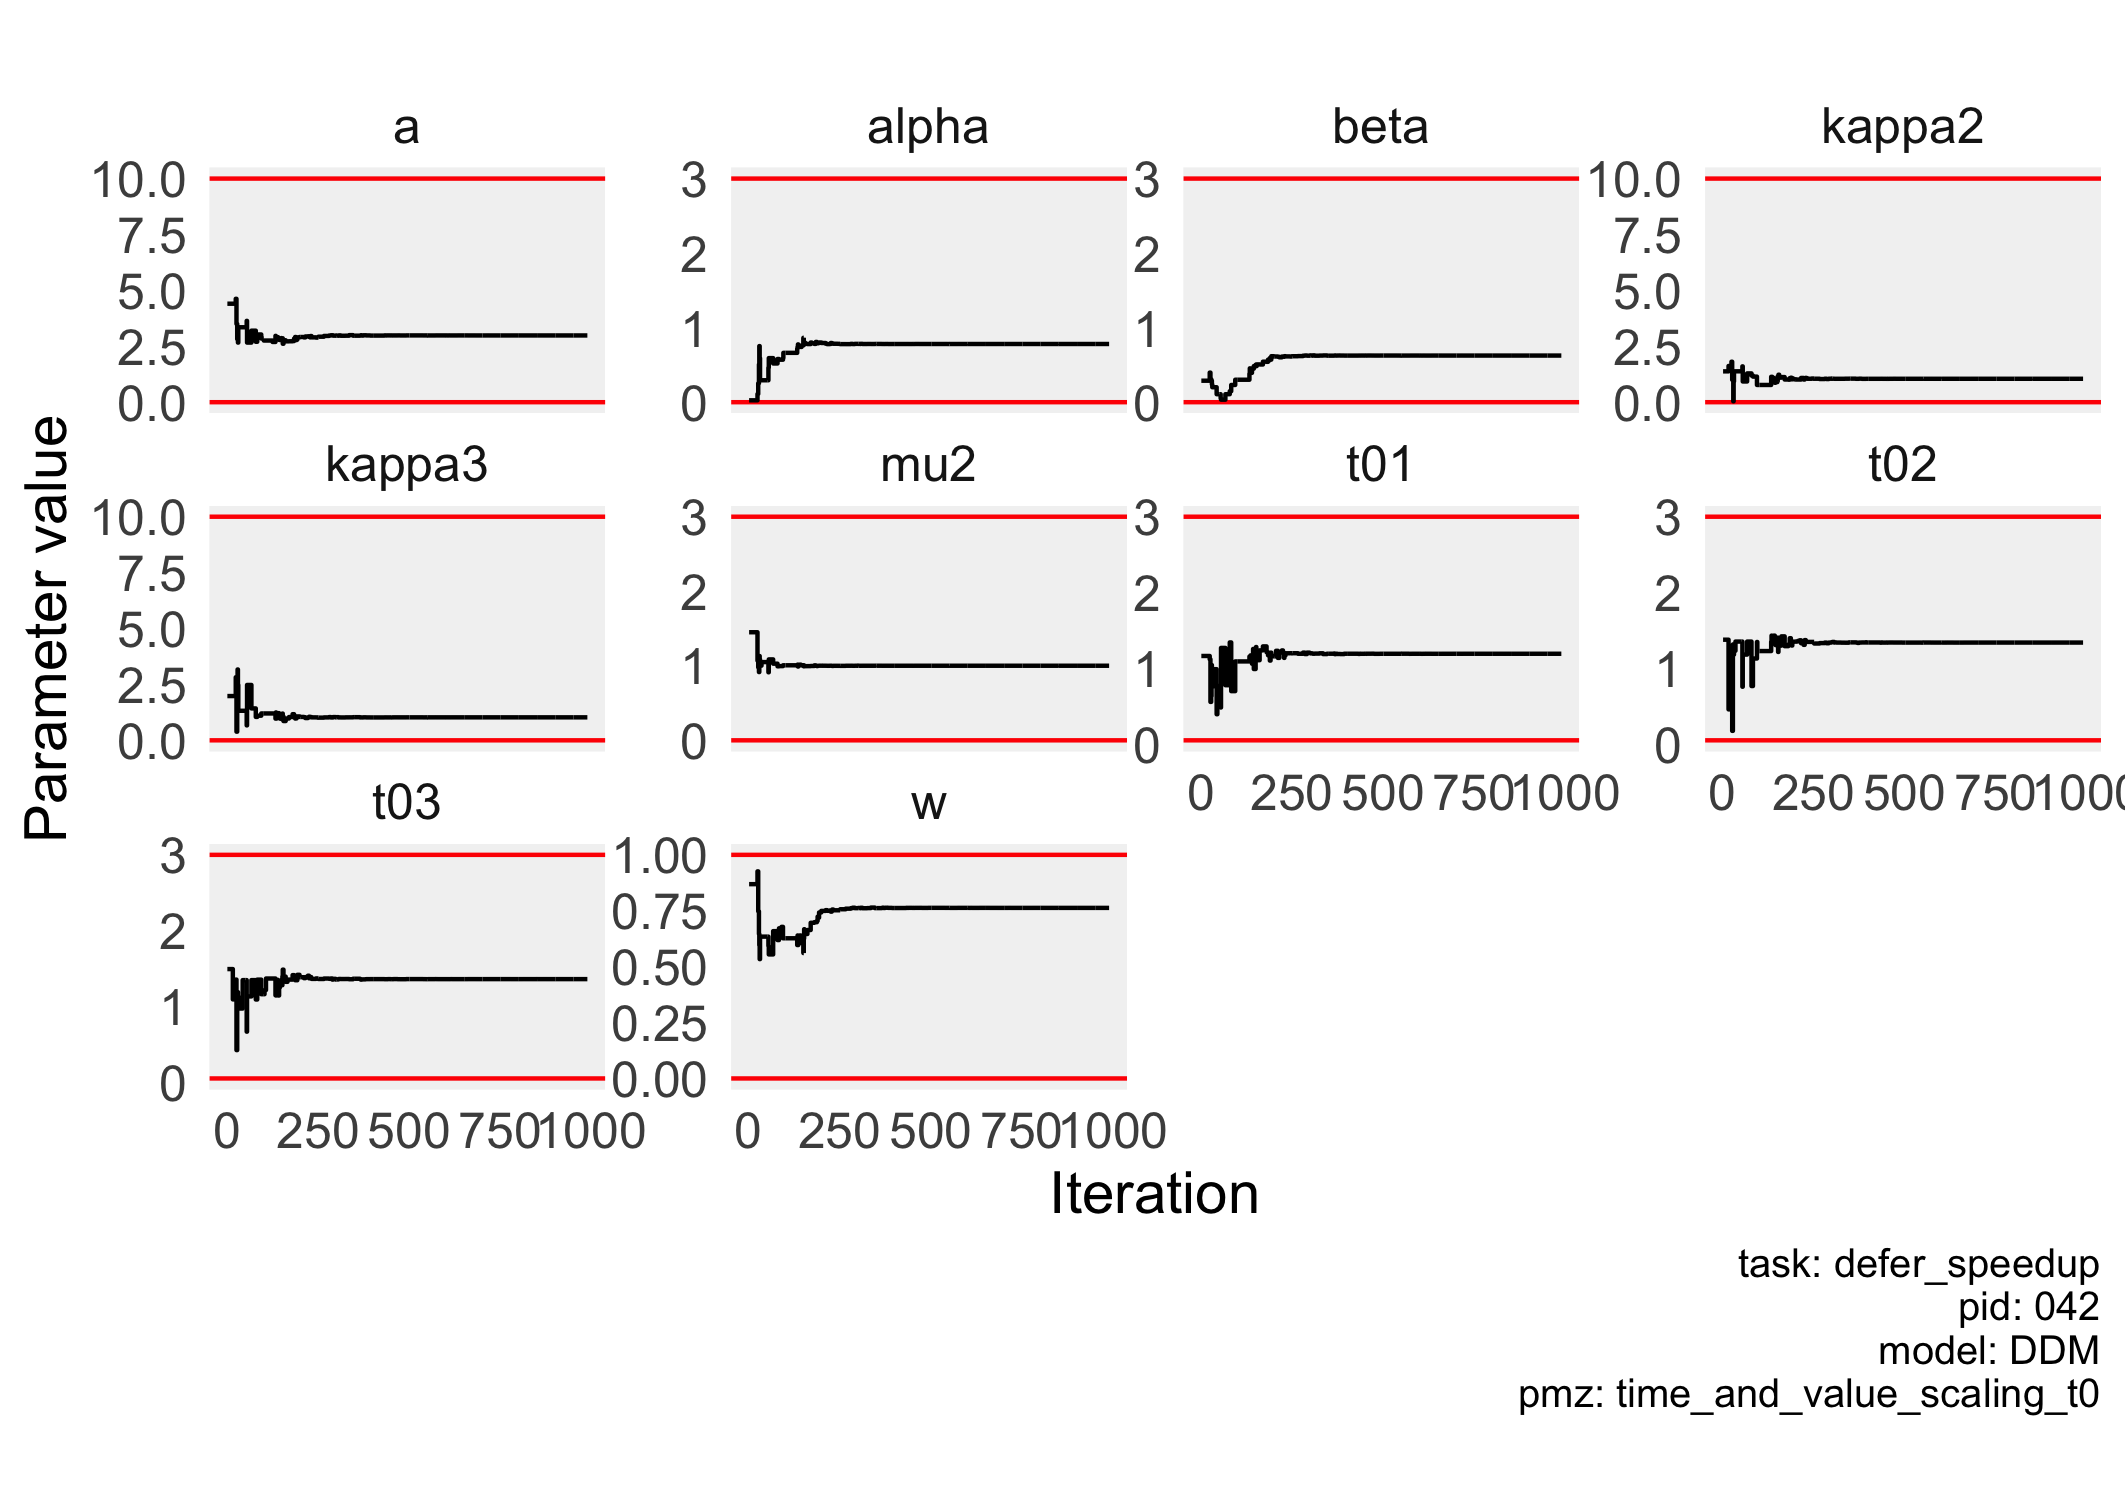 a alpha beta kappa2
10.0 3 3 10.0
7.5 2 2 7.5
5.0 1 1 5.0
2.5 0 0 2.5
0.0 0.0
kappa3 mu2 t01 t02
10.0 3 3 3
7.5 2 2 2
5.0 1 1 1
2.5 0 0 0
0.0
0 250 500 750 1000 0 250 500 750 1000
t03 w
3 1.00
2 0.75
1 0.50
0 0.25
0.00
0 250 500 750 1000 0 250 500 750 1000
Parameter value
Iteration
task: defer_speedup
pid: 042
model: DDM
pmz: time_and_value_scaling_t0